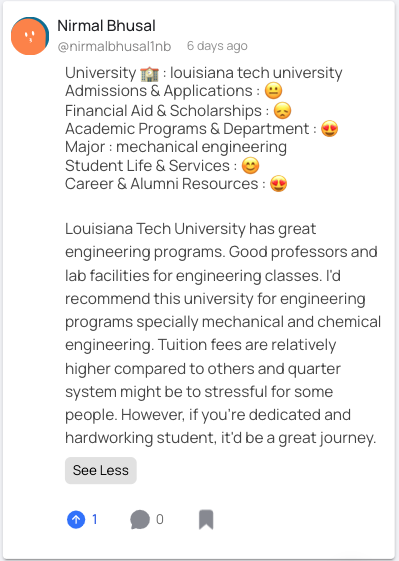 Nirmal Bhusal
@nirmalbhusal1nb 6 days ago
University 🏫 : louisiana tech university
Admissions & Applications : 😐
Financial Aid & Scholarships : 😞
Academic Programs & Department : 😍
Major : mechanical engineering
Student Life & Services : 😊
Career & Alumni Resources : 😍
Louisiana Tech University has great
engineering programs. Good professors and
lab facilities for engineering classes. I'd
recommend this university for engineering
programs specially mechanical and chemical
engineering. Tuition fees are relatively
higher compared to others and quarter
system might be to stressful for some
people. However, if you're dedicated and
hardworking student, it'd be a great journey.
See Less
1 0